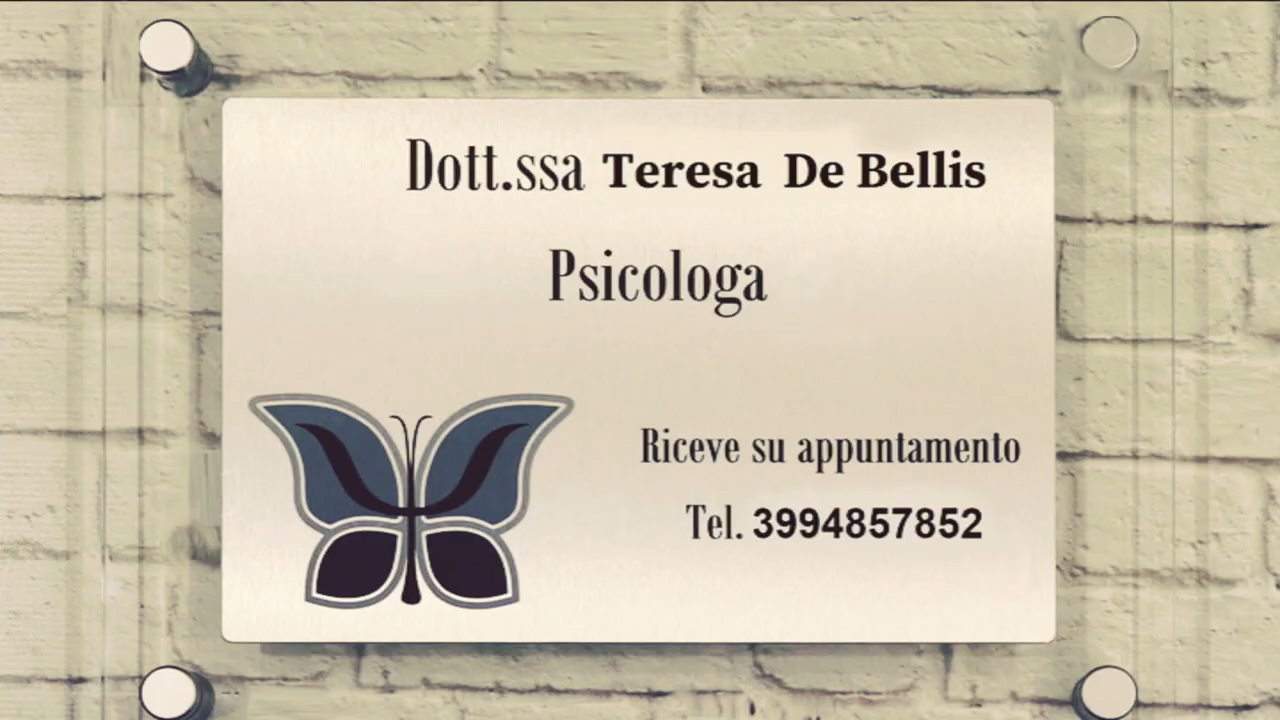 Dott.ssa Teresa De Bellis
Psicologa
Riceve su appuntamento
Tel. 3994857852